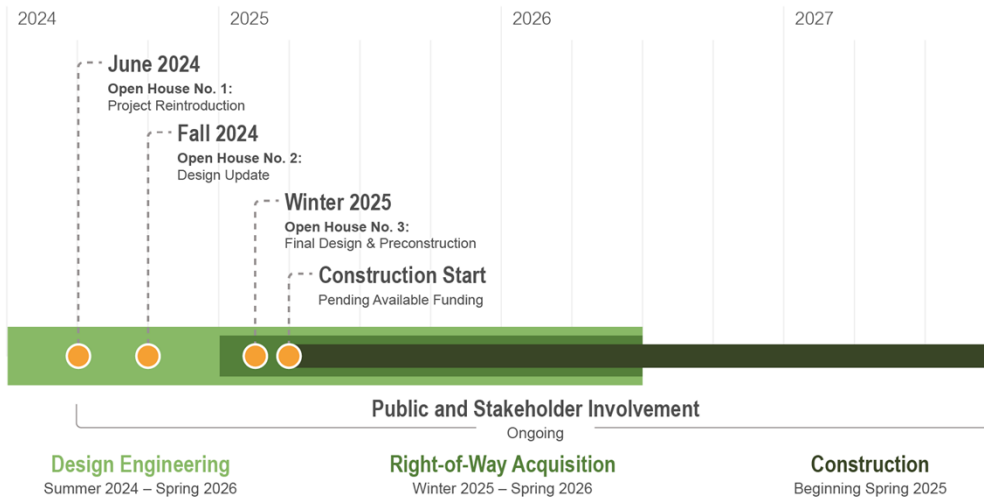 2024
2025
2026
2027
June 2024
Open House No. 1:
Project Reintroduction
Fall 2024
Open House No. 2:
Design Update
Winter 2025
Open House No. 3:
Final Design & Preconstruction
Construction Start
Pending Available Funding
Public and Stakeholder Involvement
Ongoing
Design Engineering
Summer 2024 – Spring 2026
Right-of-Way Acquisition
Winter 2025 – Spring 2026
Construction
Beginning Spring 2025